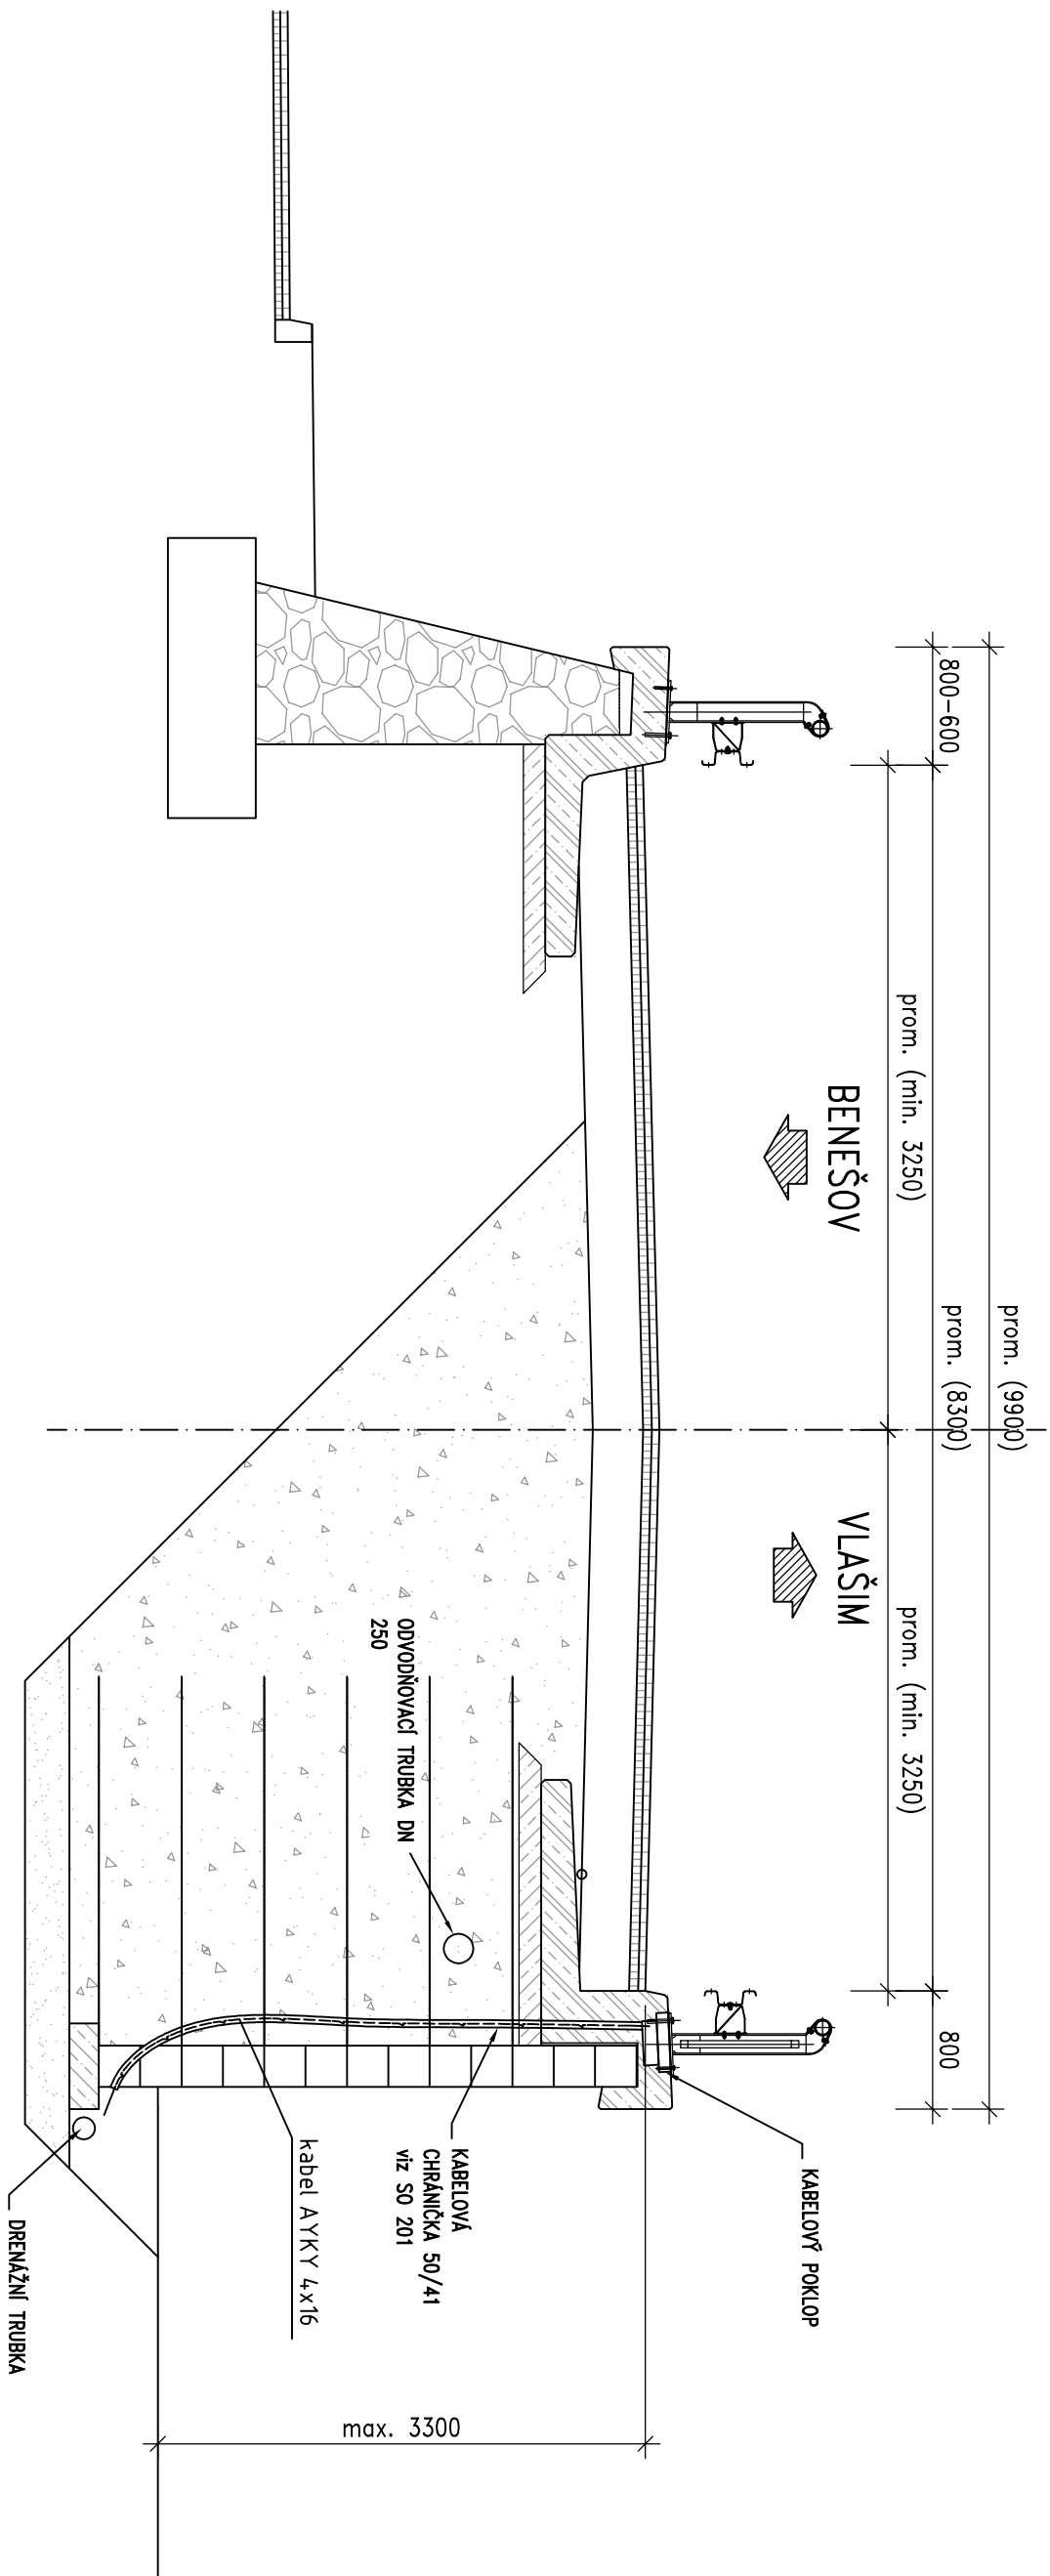 prom. (9900)
800-600
prom. (8300)
800
prom. (min. 3250)
prom. (min. 3250)
BENEŠOV
VLAŠIM
KABELOVÝ POKLOP
ODVODŇOVACÍ TRUBKA DN
250
KABELOVÁ
CHRÁNIČKA 50/41
viz SO 201
kabel AYKY 4x16
max. 3300
DRENÁŽNÍ TRUBKA